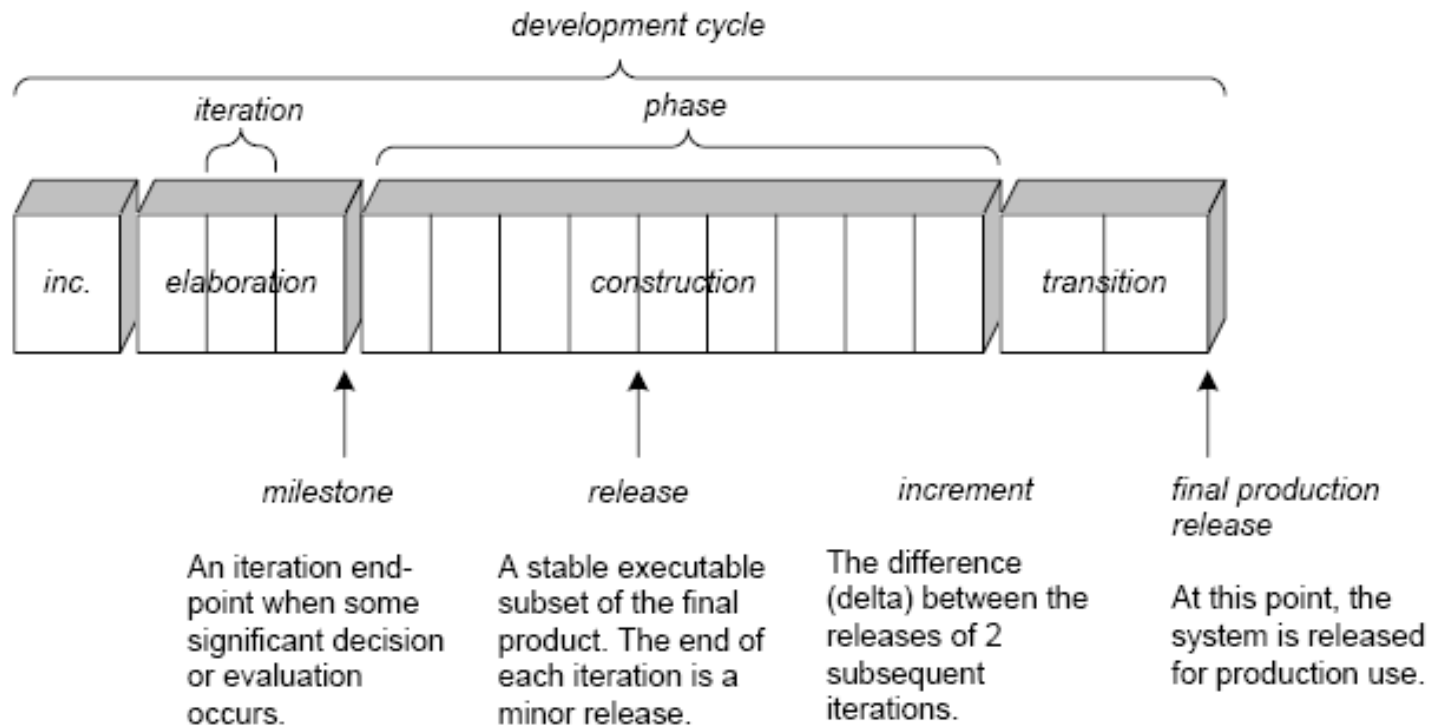 development cycle
iteration
phase
inc.
elaboration
construction
transition
milestone
An iteration end-
point when some
significant decision
or evaluation
occurs.
release
A stable executable
subset of the final
product. The end of
each iteration is a
minor release.
increment
The difference
(delta) between the
releases of 2
subsequent
iterations.
final production
release
At this point, the
system is released
for production use.